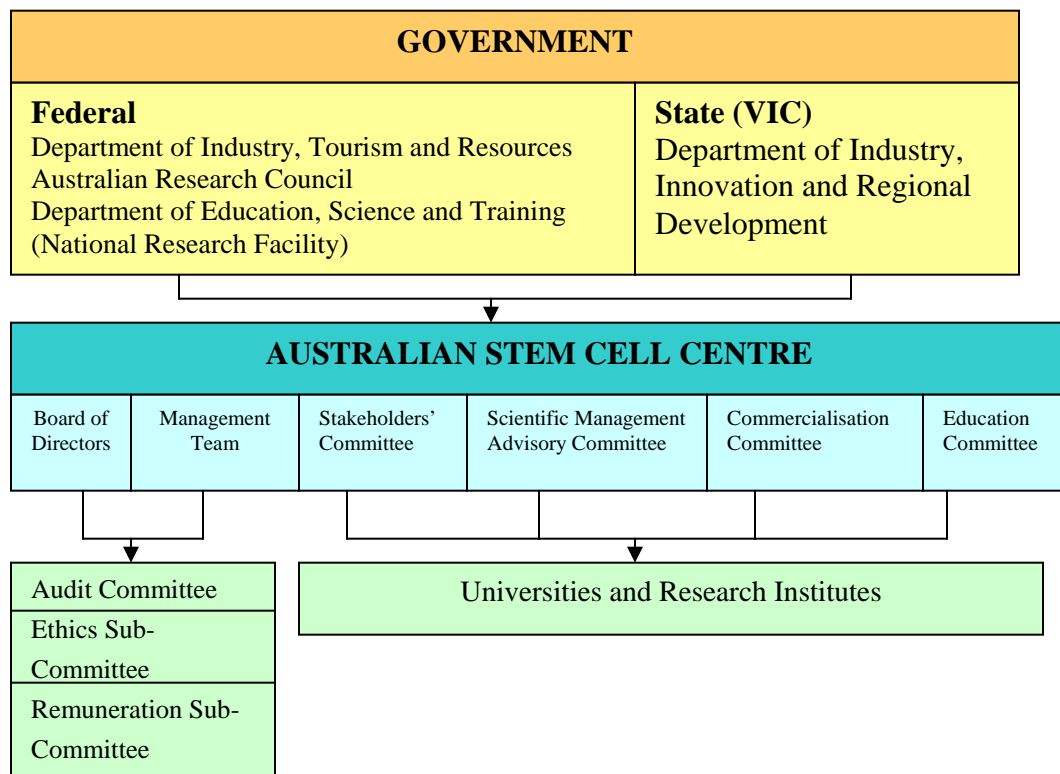 GOVERNMENT
Federal
Department of Industry, Tourism and Resources
Australian Research Council
Department of Education, Science and Training
(National Research Facility)
State (VIC)
Department of Industry,
Innovation and Regional
Development
AUSTRALIAN STEM CELL CENTRE
Board of
Directors
Management
Team
Stakeholders’
Committee
Scientific Management
Advisory Committee
Commercialisation
Committee
Education
Committee
Audit Committee
Ethics Sub-
Committee
Remuneration Sub-
Committee
Universities and Research Institutes